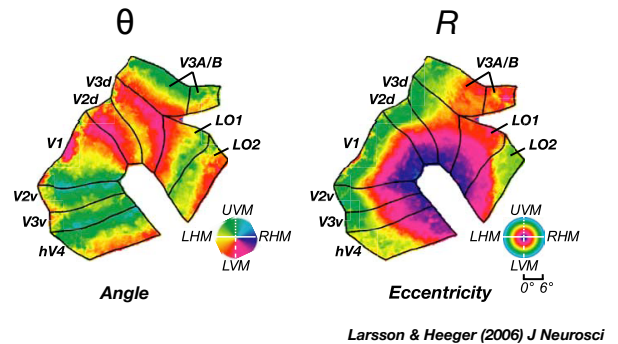 θ
V3A/B
V3d
V2d
LO1
LO2
V1
V2v
V3v
hV4
UVM
LHM
RHM
LVM
Angle
R
V3A/B
V3d
V2d
LO1
LO2
V1
V2v
V3v
hV4
UVM
LHM
RHM
LVM
0° 6°
Eccentricity
Larsson & Heeger (2006) J Neurosci